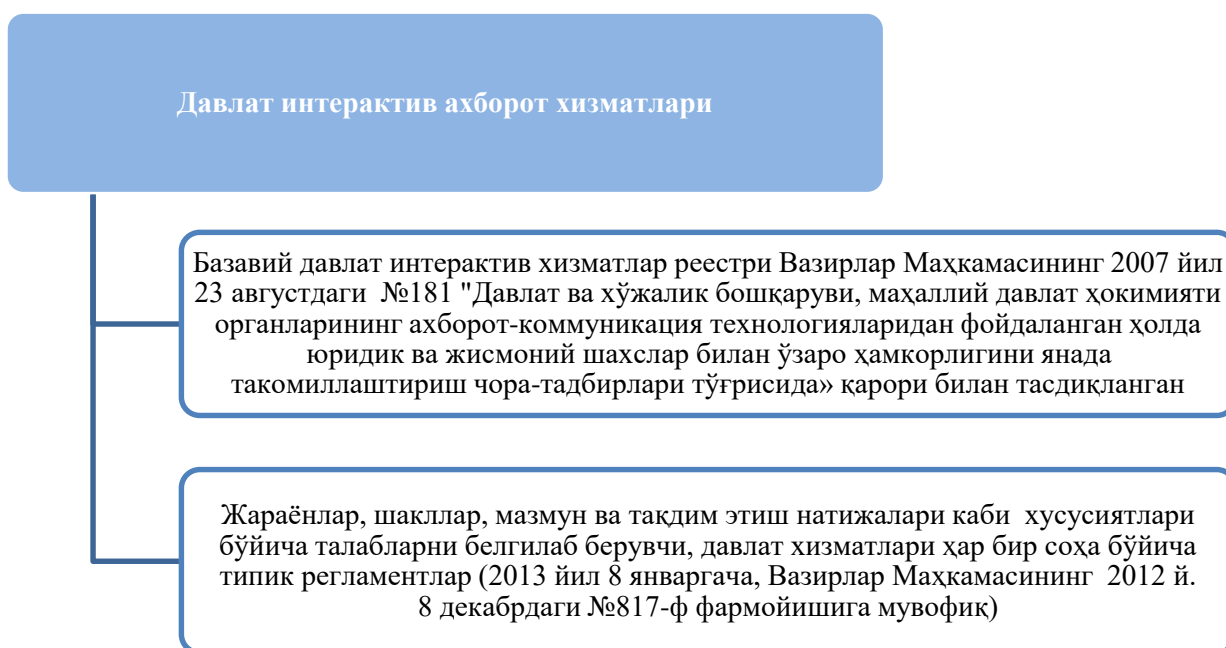 Давлат интерактив ахборот хизматлари
Базавий давлат интерактив хизматлар реестри Вазирлар Маҳкамасининг 2007 йил
23 августдаги №181 "Давлат ва хўжалик бошқаруви, маҳаллий давлат ҳокимияти
органларининг ахборот-коммуникация технологияларидан фойдаланган ҳолда
юридик ва жисмоний шахслар билан ўзаро ҳамкорлигини янада
такомиллаштириш чора-тадбирлари тўғрисида» қарори билан тасдиқланган
Жараёнлар, шакллар, мазмун ва тақдим этиш натижалари каби хусусиятлари
бўйича талабларни белгилаб берувчи, давлат хизматлари ҳар бир соҳа бўйича
типик регламентлар (2013 йил 8 январгача, Вазирлар Маҳкамасининг 2012 й.
8 декабрдаги №817-ф фармойишига мувофиқ)